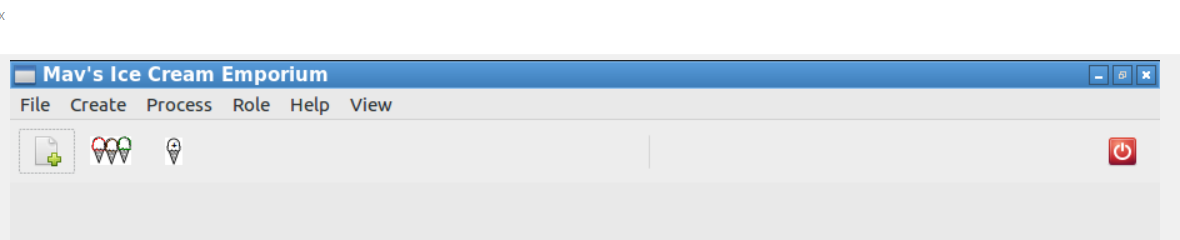 x
Mav's Ice Cream Emporium
File Create Process Role Help View